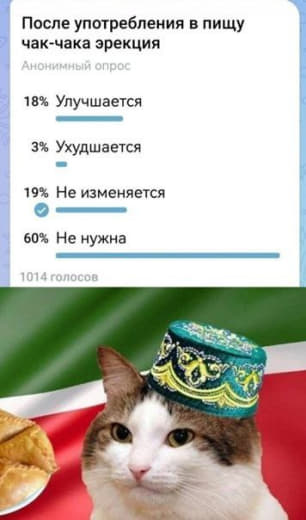 После употребления в пищу
чак-чака эрекция
Анонимный опрос
18% Улучшается
3% Ухудшается
19% Не изменяется
60% Не нужна
1014 голосов